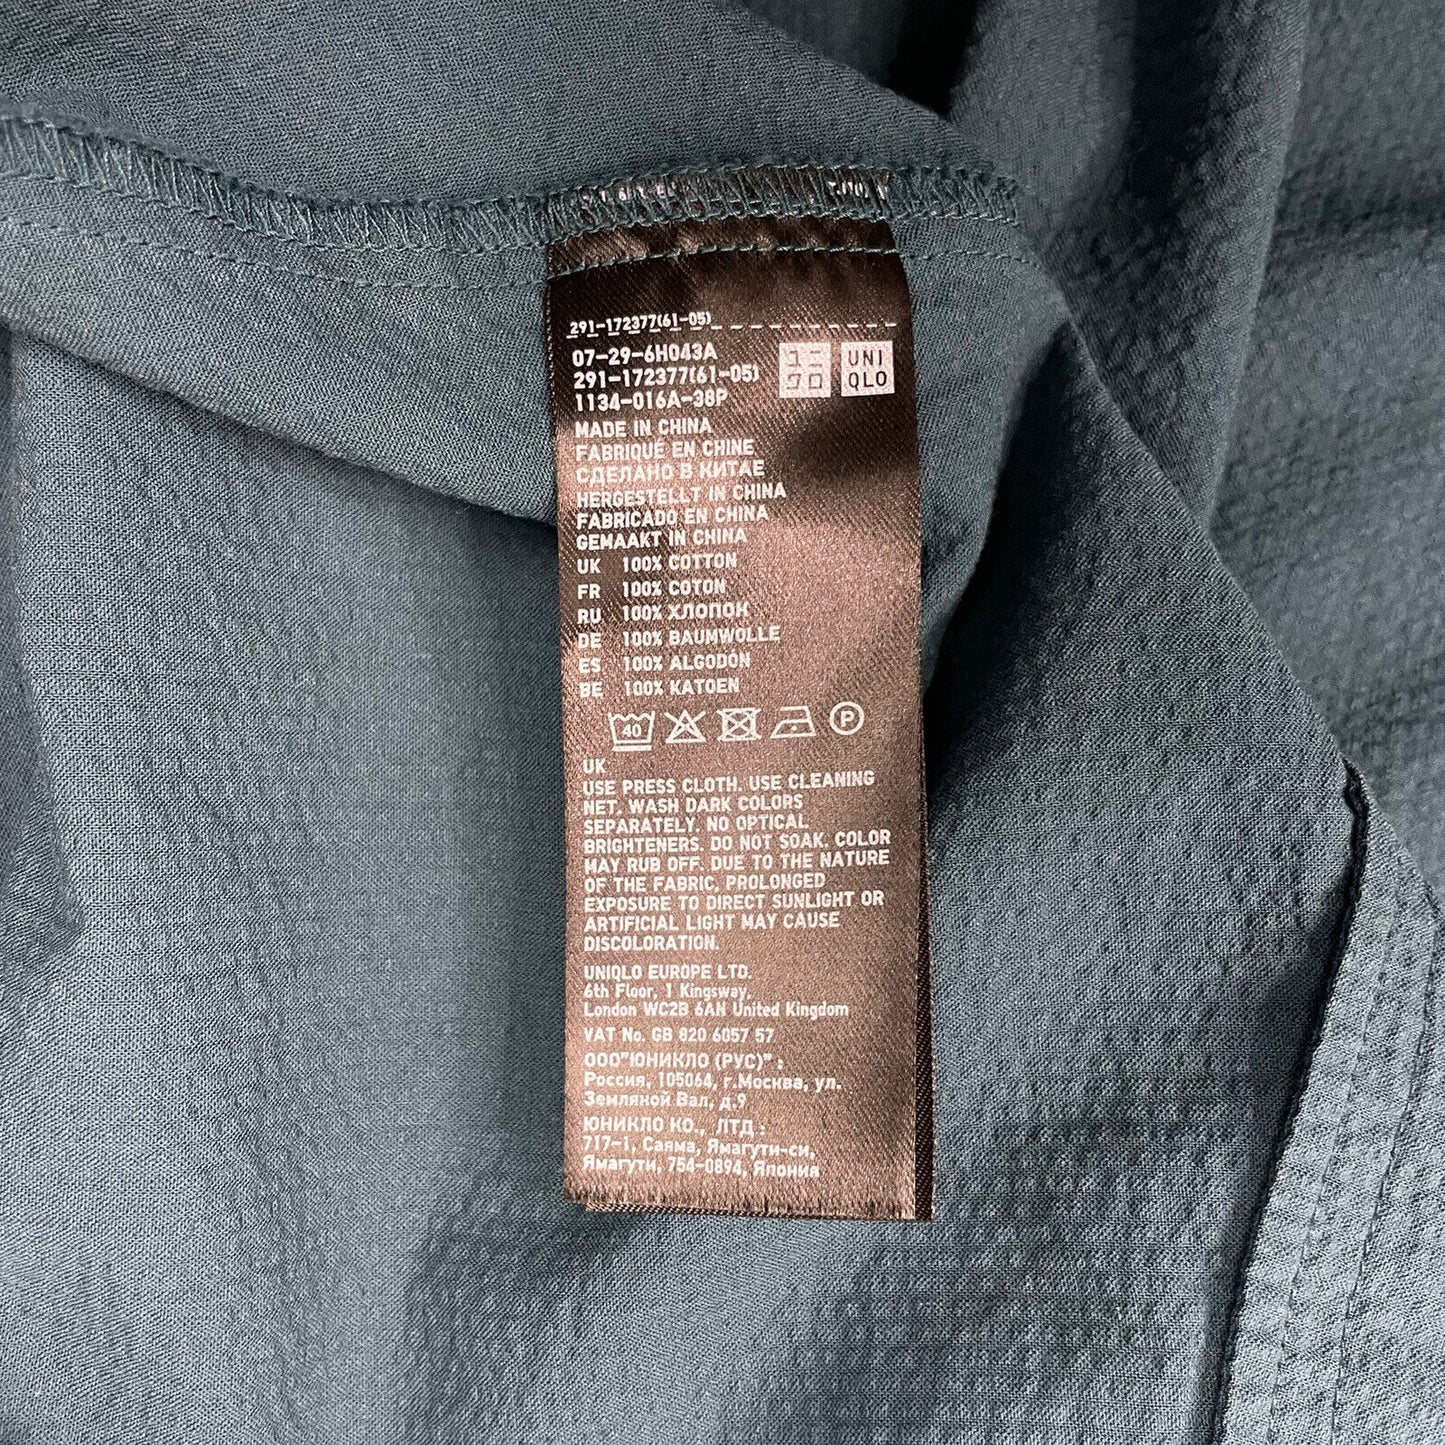 291-172377(61-05)
07-29-6H043A
291-172377(61-05)
1134-016A-38P
ユニ
クロ
UNI
QLO
MADE IN CHINA
FABRIQUÉ EN CHINE
СДЕЛАНО В КИТАЕ
HERGESTELLT IN CHINA
FABRICADO EN CHINA
GEMAAKT IN CHINA
UK 100% COTTON
FR 100% COTON
RU 100% ХЛОПОК
DE 100% BAUMWOLLE
ES 100% ALGODÓN
BE 100% KATOEN
40 P
UK
USE PRESS CLOTH. USE CLEANING
NET. WASH DARK COLORS
SEPARATELY. NO OPTICAL
BRIGHTENERS. DO NOT SOAK. COLOR
MAY RUB OFF. DUE TO THE NATURE
OF THE FABRIC, PROLONGED
EXPOSURE TO DIRECT SUNLIGHT OR
ARTIFICIAL LIGHT MAY CAUSE
DISCOLORATION.
UNIQLO EUROPE LTD.
6th Floor, 1 Kingsway,
London WC2B 6AN United Kingdom
VAT No. GB 820 6057 57
ООО"ЮНИКЛО (РУС)" :
Россия, 105064, г.Москва, ул.
Земляной Вал, д.9
ЮНИКЛО КО., ЛТД :
717-1, Саяма, Ямагути-си,
Ямагути, 754-0894, Япония